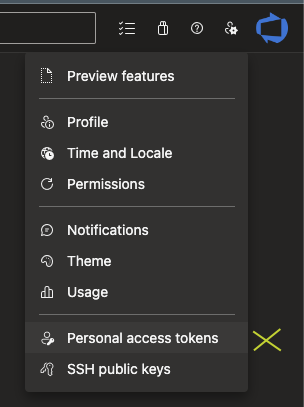 Preview features
Profile
Time and Locale
Permissions
Notifications
Theme
Usage
Personal access tokens
SSH public keys